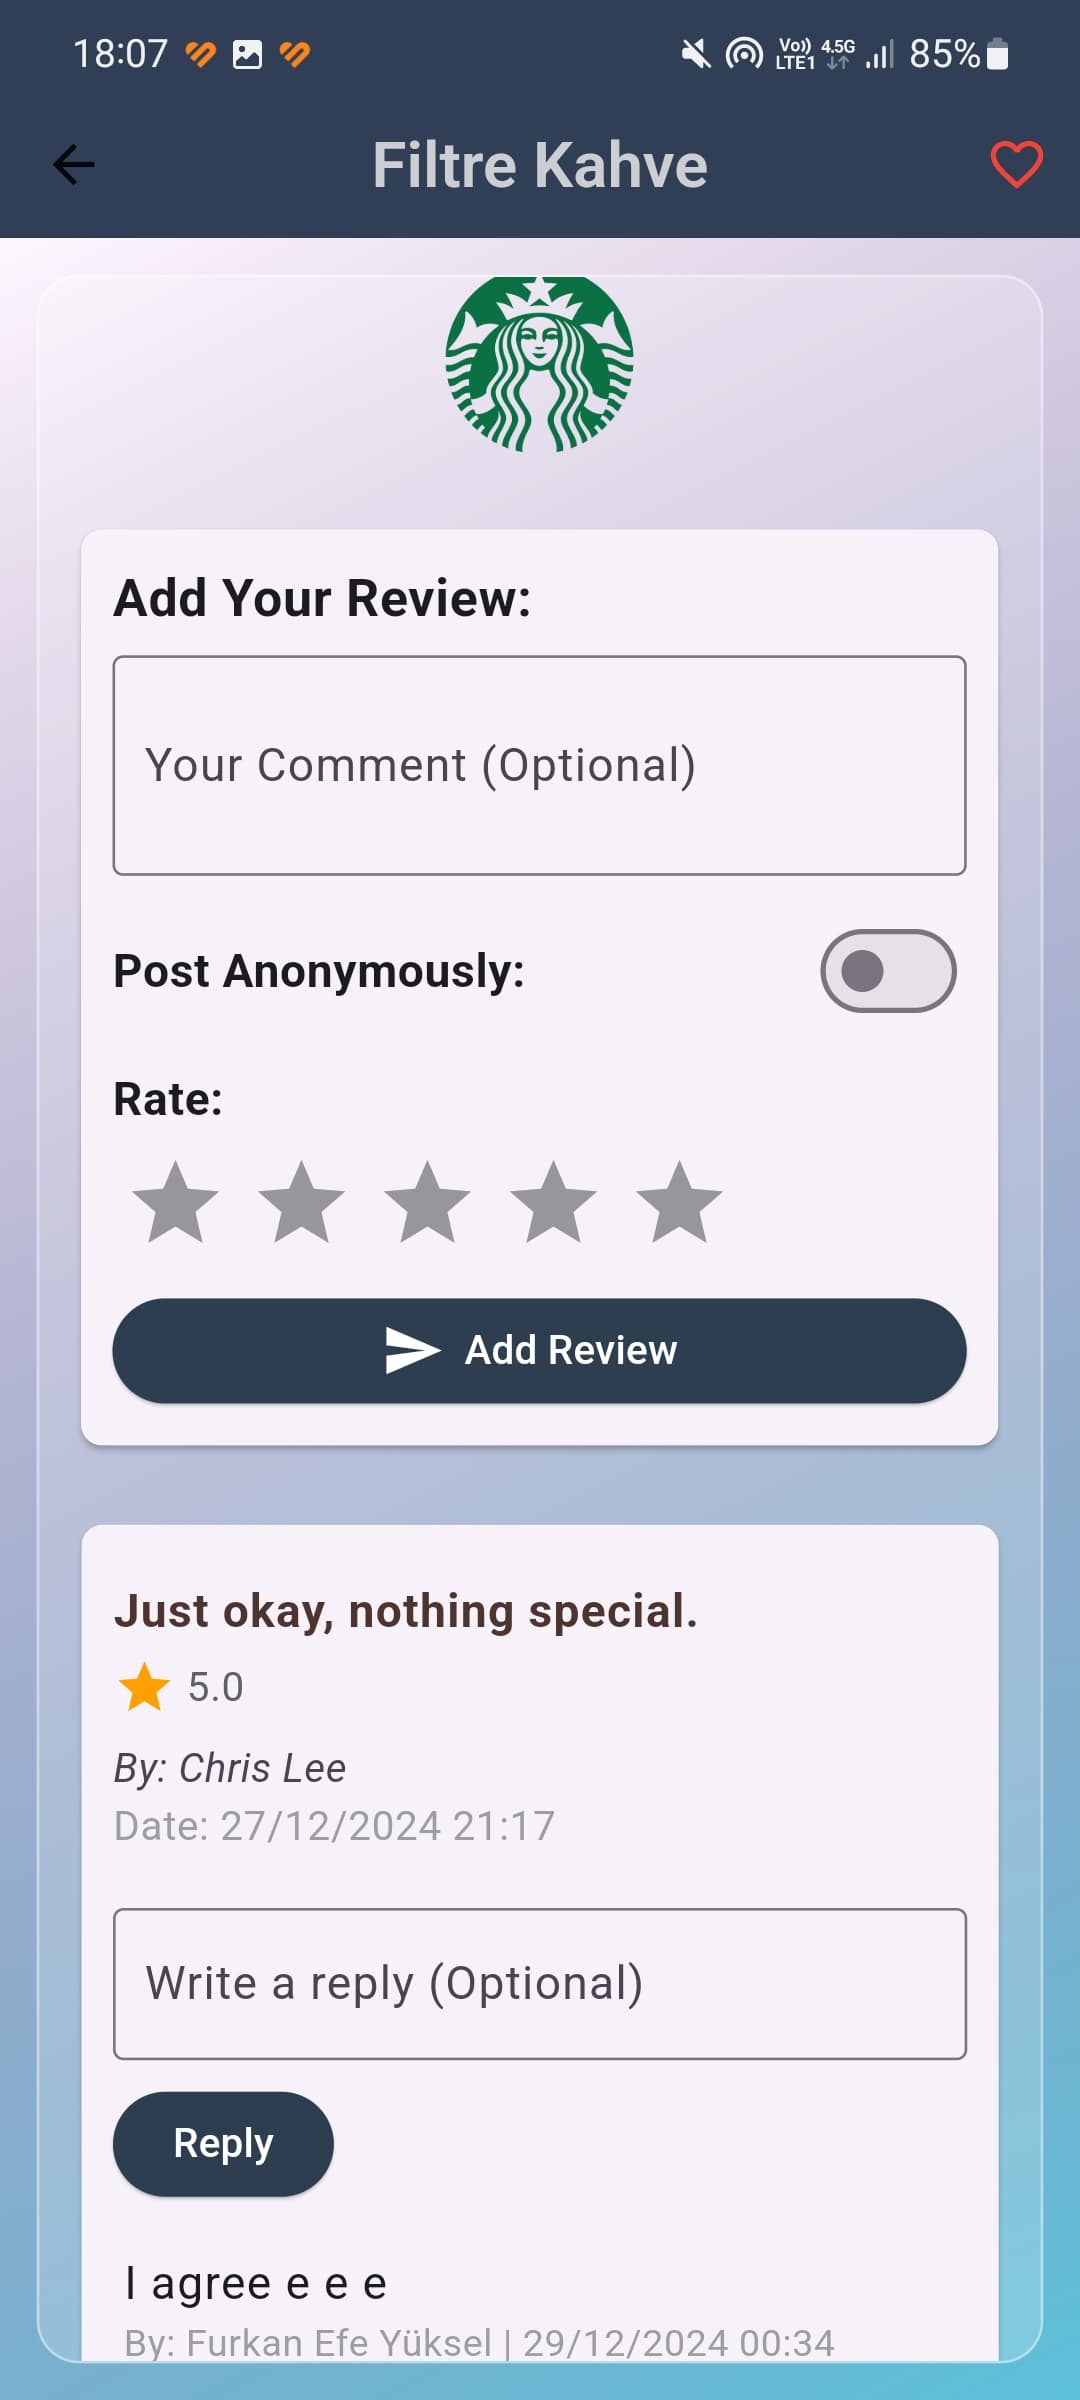 18:07 Vo)) LTE1 4.5G 85%
Filtre Kahve
Add Your Review:
Your Comment (Optional)
Post Anonymously:
Rate:
Add Review
Just okay, nothing special.
5.0
By: Chris Lee
Date: 27/12/2024 21:17
Write a reply (Optional)
Reply
I agree e e e
By: Furkan Efe Yüksel | 29/12/2024 00:34